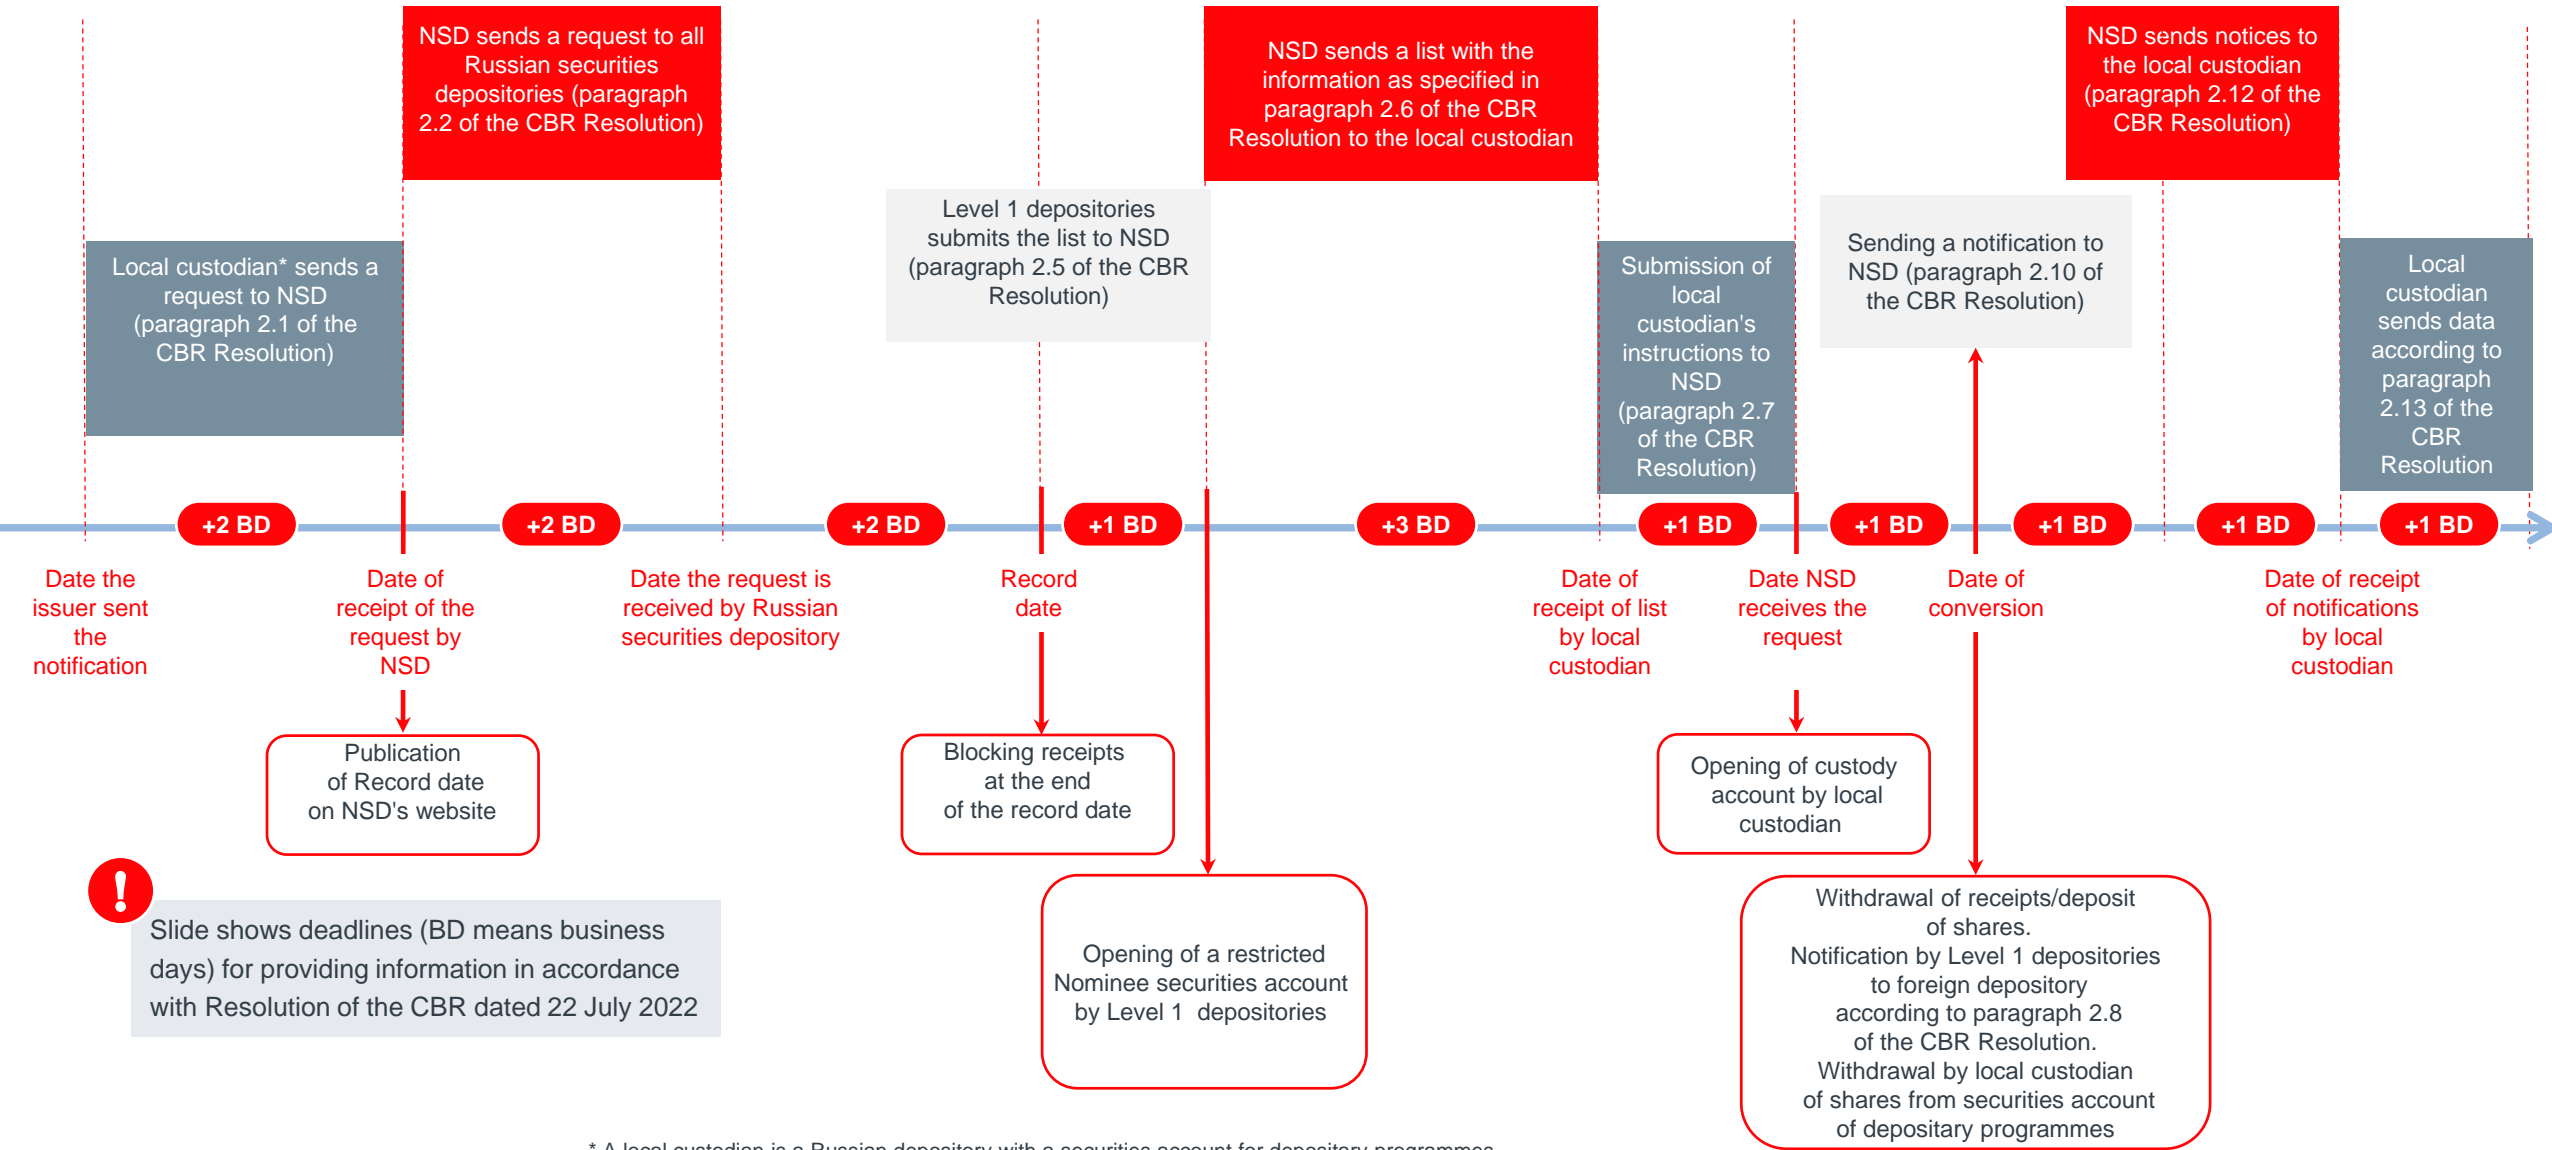 NSD sends a request to all
Russian securities
depositories (paragraph
2.2 of the CBR Resolution)
NSD sends a list with the
information as specified in
paragraph 2.6 of the CBR
Resolution to the local custodian
NSD sends notices to
the local custodian
(paragraph 2.12 of the
CBR Resolution)
Local custodian* sends a
request to NSD
(paragraph 2.1 of the
CBR Resolution)
Level 1 depositories
submits the list to NSD
(paragraph 2.5 of the CBR
Resolution)
Submission of
local
custodian's
instructions to
NSD
(paragraph 2.7
of the CBR
Resolution)
Sending a notification to
NSD (paragraph 2.10 of
the CBR Resolution)
Local
custodian
sends data
according to
paragraph
2.13 of the
CBR
Resolution
+2 BD
+2 BD
+2 BD
+1 BD
+3 BD
+1 BD
+1 BD
+1 BD
+1 BD
+1 BD
Date the
issuer sent
the
notification
Date of
receipt of the
request by
NSD
Date the request is
received by Russian
securities depository
Record
date
Date of
receipt of list
by local
custodian
Date NSD
receives the
request
Date of
conversion
Date of receipt
of notifications
by local
custodian
Publication
of Record date
on NSD's website
Blocking receipts
at the end
of the record date
Opening of custody
account by local
custodian
Opening of a restricted
Nominee securities account
by Level 1 depositories
Withdrawal of receipts/deposit
of shares.
Notification by Level 1 depositories
to foreign depository
according to paragraph 2.8
of the CBR Resolution.
Withdrawal by local custodian
of shares from securities account
of depositary programmes
!
Slide shows deadlines (BD means business
days) for providing information in accordance
with Resolution of the CBR dated 22 July 2022
* A local custodian is a Russian depository with a securities account for depositary programmes